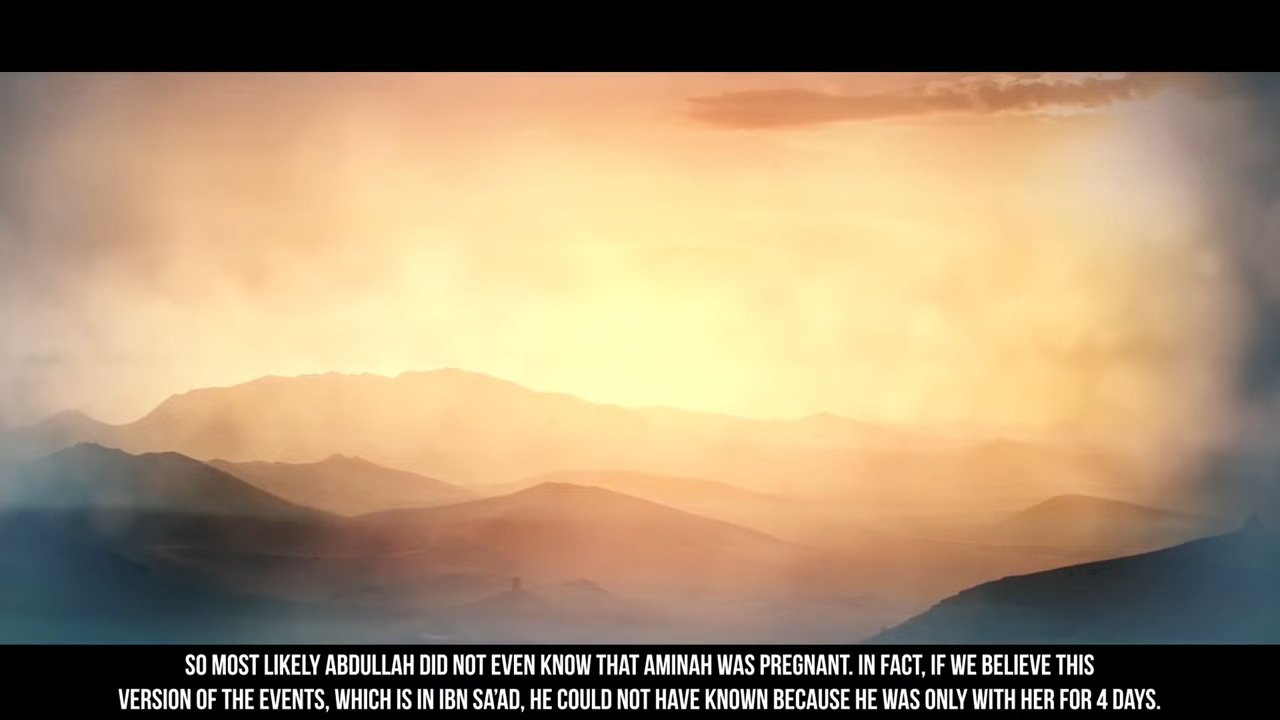 SO MOST LIKELY ABDULLAH DID NOT EVEN KNOW THAT AMINAH WAS PREGNANT. IN FACT, IF WE BELIEVE THIS
VERSION OF THE EVENTS, WHICH IS IN IBN SA'AD, HE COULD NOT HAVE KNOWN BECAUSE HE WAS ONLY WITH HER FOR 4 DAYS.